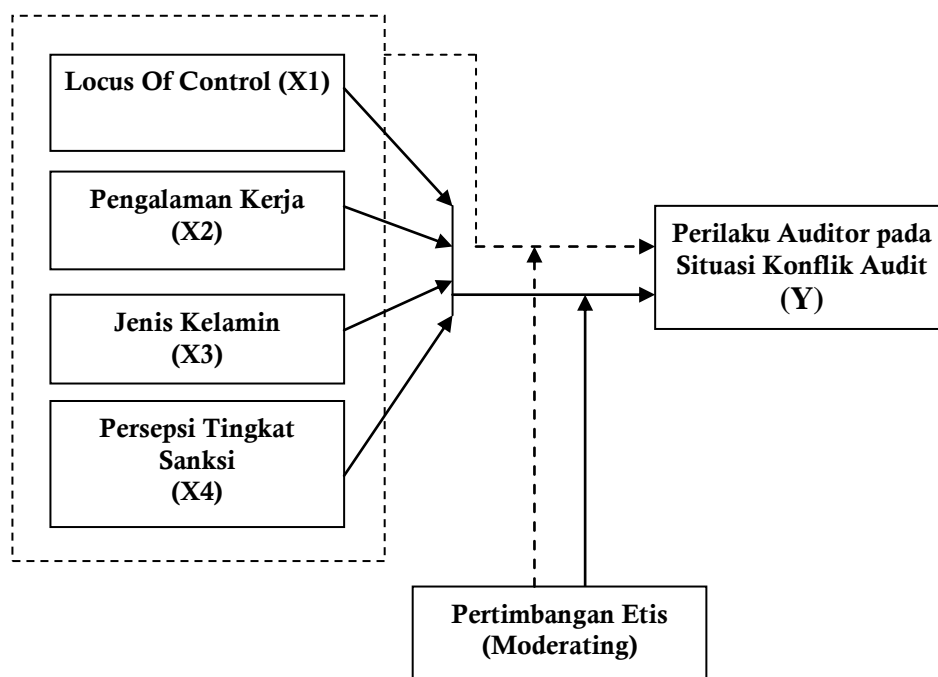 Locus Of Control (X1)
Pengalaman Kerja
(X2)
Jenis Kelamin
(X3)
Persepsi Tingkat
Sanksi
(X4)
Perilaku Auditor pada
Situasi Konflik Audit
(Y)
Pertimbangan Etis
(Moderating)